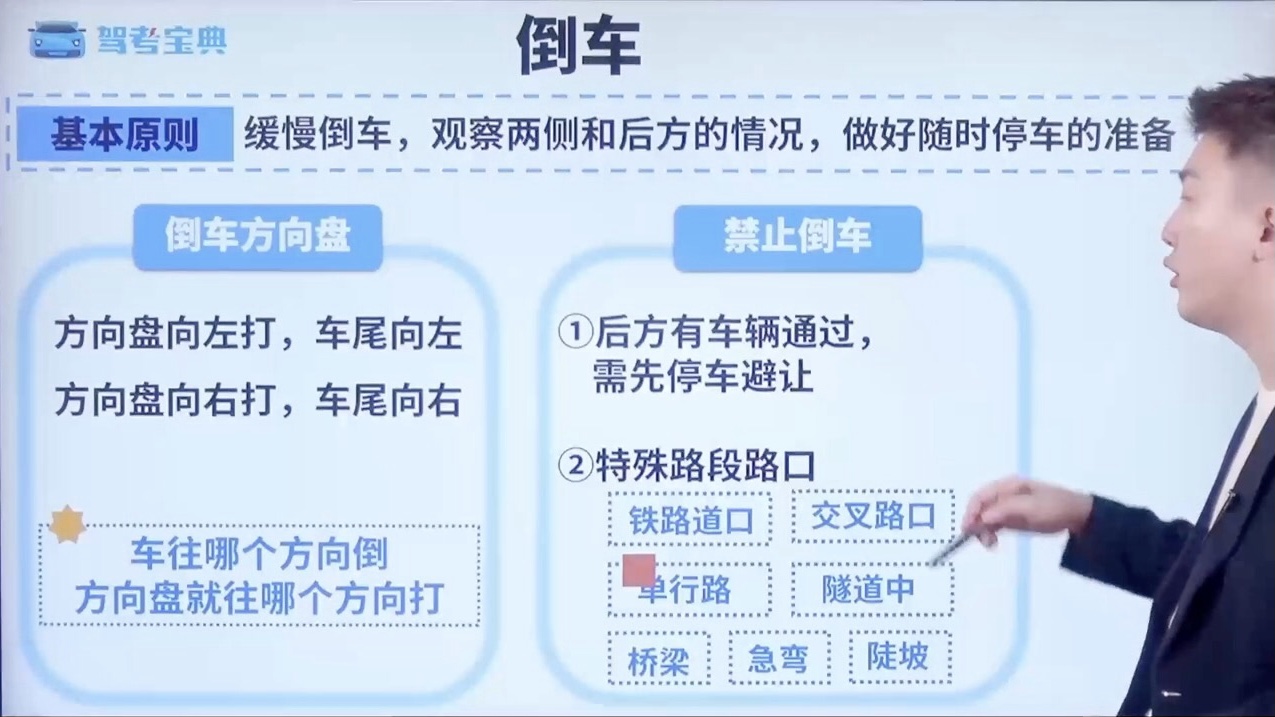 驾考宝典
倒车
基本原则 缓慢倒车，观察两侧和后方的情况，做好随时停车的准备
倒车方向盘
方向盘向左打，车尾向左
方向盘向右打，车尾向右
车往哪个方向倒
方向盘就往哪个方向打
禁止倒车
①后方有车辆通过，
需先停车避让
②特殊路段路口
铁路道口 交叉路口
单行路 隧道中
桥梁 急弯 陡坡